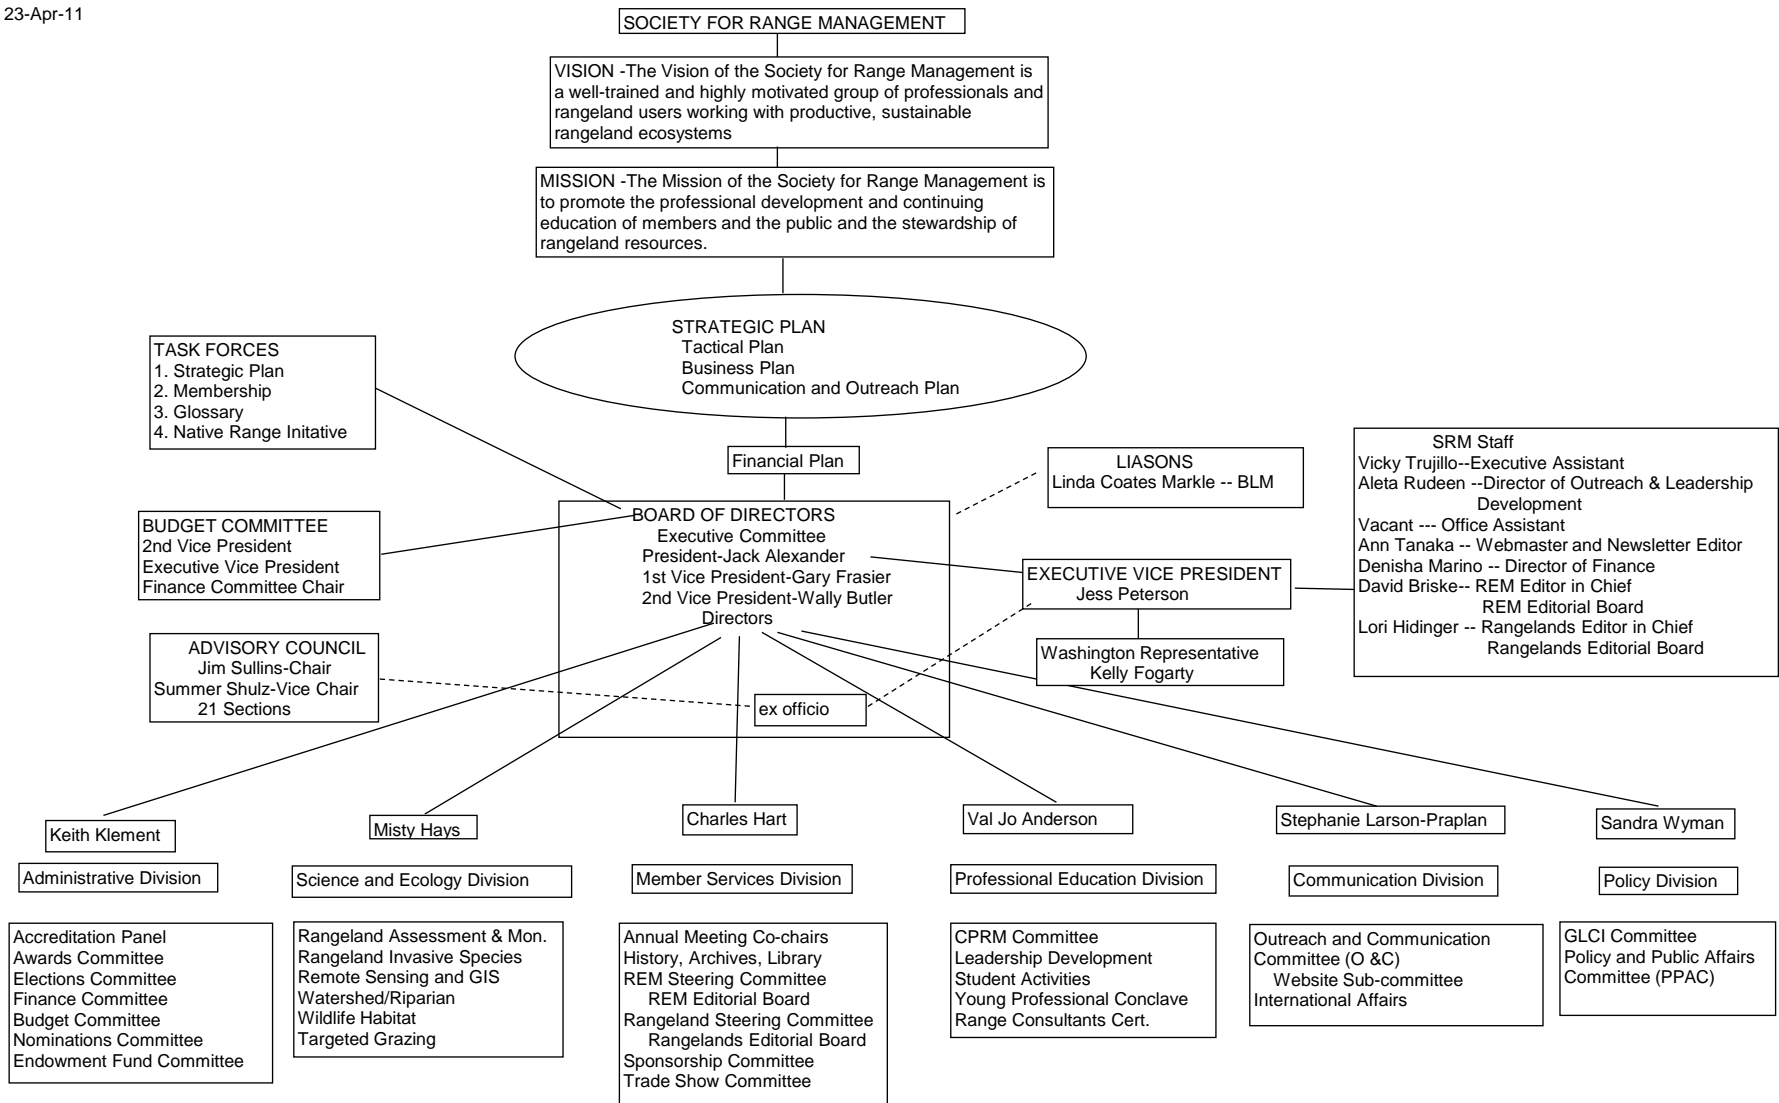 23-Apr-11
SOCIETY FOR RANGE MANAGEMENT
VISION -The Vision of the Society for Range Management is
a well-trained and highly motivated group of professionals and
rangeland users working with productive, sustainable
rangeland ecosystems
MISSION -The Mission of the Society for Range Management is
to promote the professional development and continuing
education of members and the public and the stewardship of
rangeland resources.
STRATEGIC PLAN
Tactical Plan
Business Plan
Communication and Outreach Plan
TASK FORCES
1. Strategic Plan
2. Membership
3. Glossary
4. Native Range Initative
Financial Plan
LIASONS
Linda Coates Markle -- BLM
SRM Staff
Vicky Trujillo--Executive Assistant
Aleta Rudeen --Director of Outreach & Leadership
Development
Vacant --- Office Assistant
Ann Tanaka -- Webmaster and Newsletter Editor
Denisha Marino -- Director of Finance
David Briske-- REM Editor in Chief
REM Editorial Board
Lori Hidinger -- Rangelands Editor in Chief
Rangelands Editorial Board
BUDGET COMMITTEE
2nd Vice President
Executive Vice President
Finance Committee Chair
BOARD OF DIRECTORS
Executive Committee
President-Jack Alexander
1st Vice President-Gary Frasier
2nd Vice President-Wally Butler
Directors
EXECUTIVE VICE PRESIDENT
Jess Peterson
Washington Representative
Kelly Fogarty
ADVISORY COUNCIL
Jim Sullins-Chair
Summer Shulz-Vice Chair
21 Sections
ex officio
Keith Klement
Misty Hays
Charles Hart
Val Jo Anderson
Stephanie Larson-Praplan
Sandra Wyman
Administrative Division
Science and Ecology Division
Member Services Division
Professional Education Division
Communication Division
Policy Division
Accreditation Panel
Awards Committee
Elections Committee
Finance Committee
Budget Committee
Nominations Committee
Endowment Fund Committee
Rangeland Assessment & Mon.
Rangeland Invasive Species
Remote Sensing and GIS
Watershed/Riparian
Wildlife Habitat
Targeted Grazing
Annual Meeting Co-chairs
History, Archives, Library
REM Steering Committee
REM Editorial Board
Rangeland Steering Committee
Rangelands Editorial Board
Sponsorship Committee
Trade Show Committee
CPRM Committee
Leadership Development
Student Activities
Young Professional Conclave
Range Consultants Cert.
Outreach and Communication
Committee (O &C)
Website Sub-committee
International Affairs
GLCI Committee
Policy and Public Affairs
Committee (PPAC)